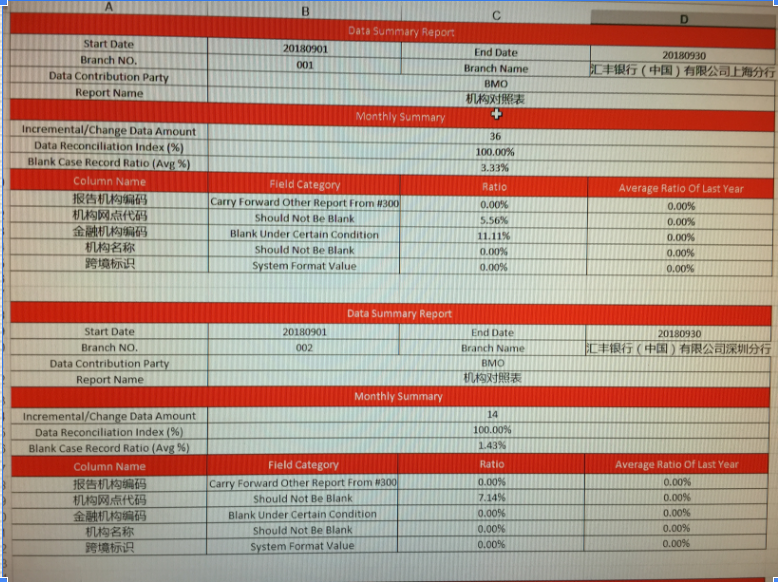 A B C D
Data Summary Report
Start Date 20180901 End Date 20180930
Branch NO. 001 Branch Name 汇丰银行（中国）有限公司上海分行
Data Contribution Party BMO
Report Name 机构对照表
Monthly Summary
Incremental/Change Data Amount 36
Data Reconciliation Index (%) 100.00%
Blank Case Record Ratio (Avg %) 3.33%
Column Name Field Category Ratio Average Ratio Of Last Year
报告机构编码 Carry Forward Other Report From #300 0.00% 0.00%
机构网点代码 Should Not Be Blank 5.56% 0.00%
金融机构编码 Blank Under Certain Condition 11.11% 0.00%
机构名称 Should Not Be Blank 0.00% 0.00%
跨境标识 System Format Value 0.00% 0.00%
Data Summary Report
Start Date 20180901 End Date 20180930
Branch NO. 002 Branch Name 汇丰银行（中国）有限公司深圳分行
Data Contribution Party BMO
Report Name 机构对照表
Monthly Summary
Incremental/Change Data Amount 14
Data Reconciliation Index (%) 100.00%
Blank Case Record Ratio (Avg %) 1.43%
Column Name Field Category Ratio Average Ratio Of Last Year
报告机构编码 Carry Forward Other Report From #300 0.00% 0.00%
机构网点代码 Should Not Be Blank 7.14% 0.00%
金融机构编码 Blank Under Certain Condition 0.00% 0.00%
机构名称 Should Not Be Blank 0.00% 0.00%
跨境标识 System Format Value 0.00% 0.00%